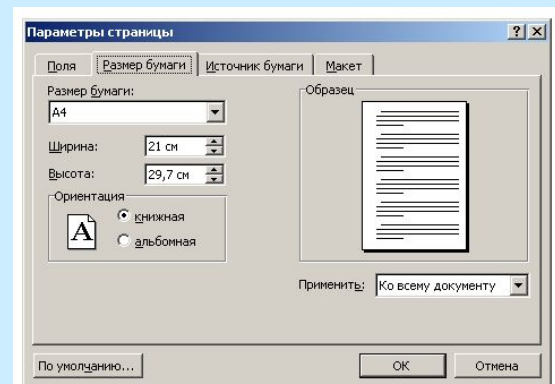 Параметры страницы
Поля Размер бумаги Источник бумаги Макет
Размер бумаги:
A4
Ширина: 21 см
Высота: 29,7 см
Ориентация
A
книжная
альбомная
Образец
Применить: Ко всему документу
По умолчанию... ОК Отмена